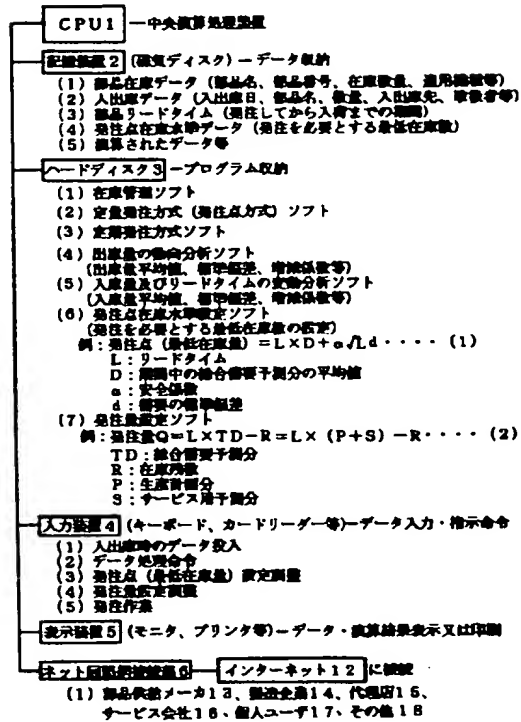 CPU1 ー中央演算処理装置
記憶装置2 (磁気ディスク)ーデータ収納
(1)部品在庫データ(部品名、部品番号、在庫数量、適用機種等)
(2)入出庫データ(入出庫日、部品名、数量、入出庫先、取扱者等)
(3)部品リードタイム(発注してから入荷までの期間)
(4)発注点在庫水準データ(発注を必要とする最低在庫数)
(5)演算されたデータ等
ハードディスク3 ープログラム収納
(1)在庫管理ソフト
(2)定量発注方式(発注点方式)ソフト
(3)定期発注方式ソフト
(4)出庫量の動向分析ソフト
(出庫量平均値、標準偏差、増減係数等)
(5)入庫量及びリードタイムの変動分析ソフト
(入庫量平均値、標準偏差、増減係数等)
(6)発注点在庫水準設定ソフト
(発注を必要とする最低在庫数の設定)
例:発注点(最低在庫量)=L×D+α√Ld・・・・(1)
L:リードタイム
D:期間中の総合需要予測分の平均値
α:安全係数
d:需要の標準偏差
(7)発注量設定ソフト
例:発注量Q=L×TD-R=L×(P+S)-R・・・・(2)
TD:総合需要予測分
R:在庫残数
P:生産計画分
S:サービス用予測分
入力装置4 (キーボード、カードリーダー等)ーデータ入力・指示命令
(1)入出庫時のデータ投入
(2)データ処理命令
(3)発注点(最低在庫量)設定調整
(4)発注量設定調整
(5)発注作業
表示装置5 (モニタ、プリンタ等)ーデータ・演算結果表示又は印刷
ネット回路網接続器6 インターネット12 に接続
(1)部品供給メーカ13、製造企業14、代理店15、
サービス会社16、個人ユーザ17、その他18